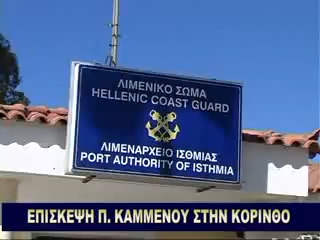 ΛΙΜΕΝΙΚΟ ΣΩΜΑ
HELLENIC COAST GUARD
ΛΙΜΕΝΑΡΧΕΙΟ ΙΣΘΜΙΑΣ
PORT AUTHORITY OF ISTHMIA
ΕΠΙΣΚΕΨΗ Π. ΚΑΜΜΕΝΟΥ ΣΤΗΝ ΚΟΡΙΝΘΟ